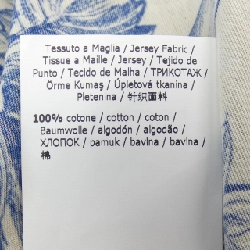 Tessuto a Maglia / Jersey Fabric /
Tissue a Maille / Jersey / Tejido de
Punto / Tecido de Malha / ТРИКОТАЖ /
Örme Kumaş / Úpletová tkanina /
Pletenina / 针织面料
100% cotone / cotton / coton /
Baumwolle / algodón / algodão /
ХЛОПОК / pamuk / bavlna / bavlna /
棉